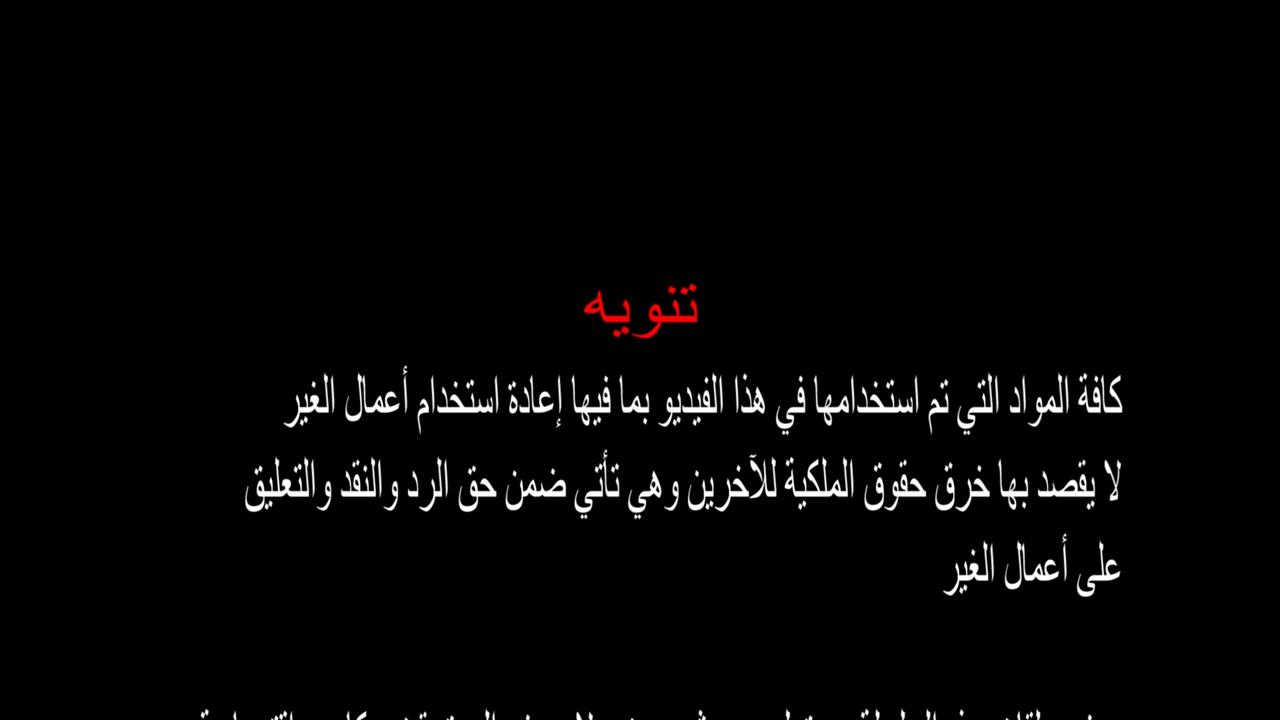 تنويه
كافة المواد التي تم استخدامها في هذا الفيديو بما فيها إعادة استخدام أعمال الغير
لا يقصد بها خرق حقوق الملكية للآخرين وهي تأتي ضمن حق الرد والنقد والتعليق
على أعمال الغير